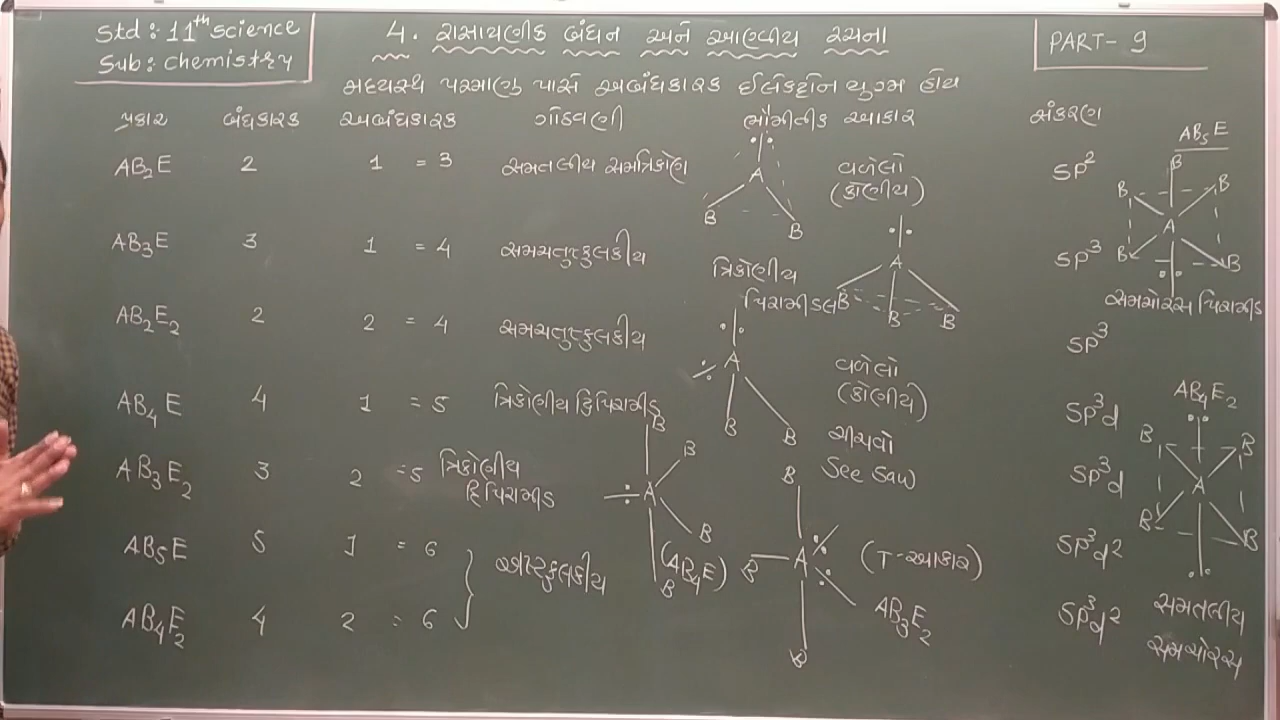 Std : 11th science
Sub : chemistry
4. રાસાયણીક બંધન અને આણ્વીય રચના
PART- 9
મધ્યસ્થ પરમાણુ પાસે અબંધકારક ઈલેકટ્રોન યુગ્મ હોય
પ્રકાર બંધકારક અબંધકારક ગોઠવણી ભૌમીતીક આકાર સંકરણ
AB2E 2 1 = 3 સમતલીય સમત્રિકોણ વળેલો
(કોણીય) SP2
A
B B
AB3E 3 1 = 4 સમચતુષ્ફલકીય ત્રિકોણીય
પિરામીડલ SP3
A
B B B
AB2E2 2 2 = 4 સમચતુષ્ફલકીય વળેલો
(કોણીય) SP3
A
B B
AB4E 4 1 = 5 ત્રિકોણીય દ્વિપિરામીડ ચીચવો
See Saw SP3d
B
B
A
B
B
(AB4E)
AB3E2 3 2 = 5 ત્રિકોણીય
દ્વિપિરામીડ SP3d
B
B A
B
(T-આકાર)
AB3E2
AB5E 5 1 = 6 અષ્ટફલકીય SP3d2
AB4E2 4 2 = 6 SP3d2
AB5E
B
B B
A
B B
સમચોરસ પિરામીડ
AB4E2
B B
A
B B
સમતલીય
સમચોરસ